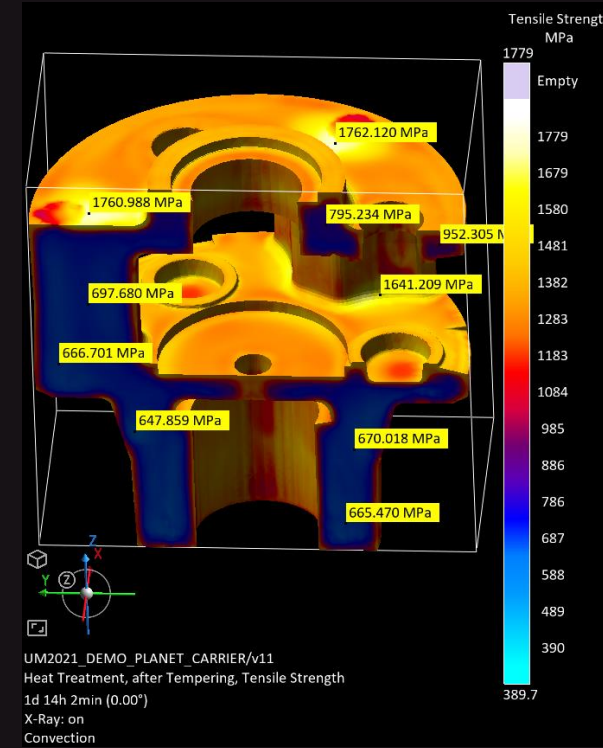 Tensile Strengt
MPa
1779
Empty
1779
1679
1580
1481
1382
1283
1183
1084
985
886
786
687
588
489
390
389.7
1762.120 MPa
1760.988 MPa
795.234 MPa
952.305 M
1641.209 MPa
697.680 MPa
666.701 MPa
647.859 MPa
670.018 MPa
665.470 MPa
Z
X
Y
Z
UM2021_DEMO_PLANET_CARRIER/v11
Heat Treatment, after Tempering, Tensile Strength
1d 14h 2min (0.00°)
X-Ray: on
Convection